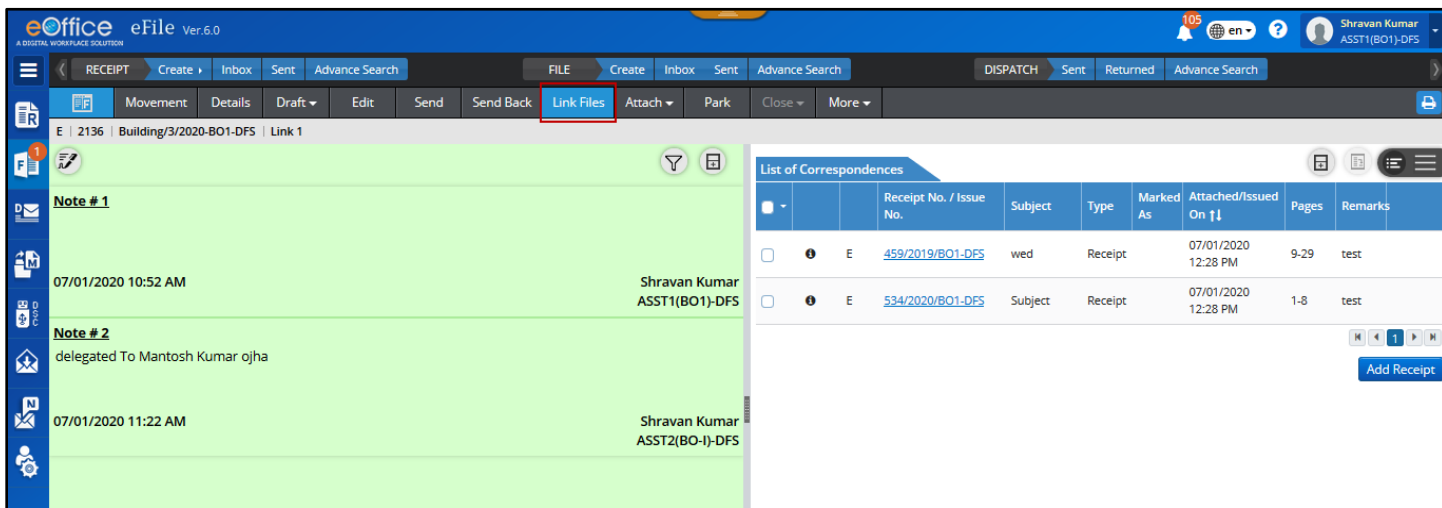 eOffice eFile Ver.6.0
A DIGITAL WORKPLACE SOLUTION
105
en
?
Shravan Kumar
ASST1(BO1)-DFS
RECEIPT Create Inbox Sent Advance Search FILE Create Inbox Sent Advance Search DISPATCH Sent Returned Advance Search
Movement Details Draft Edit Send Send Back Link Files Attach Park Close More
E | 2136 | Building/3/2020-BO1-DFS | Link 1
R
F 1
D
M
DSC
N
Note # 1
07/01/2020 10:52 AM
Shravan Kumar
ASST1(BO1)-DFS
Note # 2
delegated To Mantosh Kumar ojha
07/01/2020 11:22 AM
Shravan Kumar
ASST2(BO-I)-DFS
List of Correspondences
Receipt No. / Issue No. Subject Type Marked As Attached/Issued On Pages Remarks
E 459/2019/BO1-DFS wed Receipt 07/01/2020 12:28 PM 9-29 test
E 534/2020/BO1-DFS Subject Receipt 07/01/2020 12:28 PM 1-8 test
1
Add Receipt